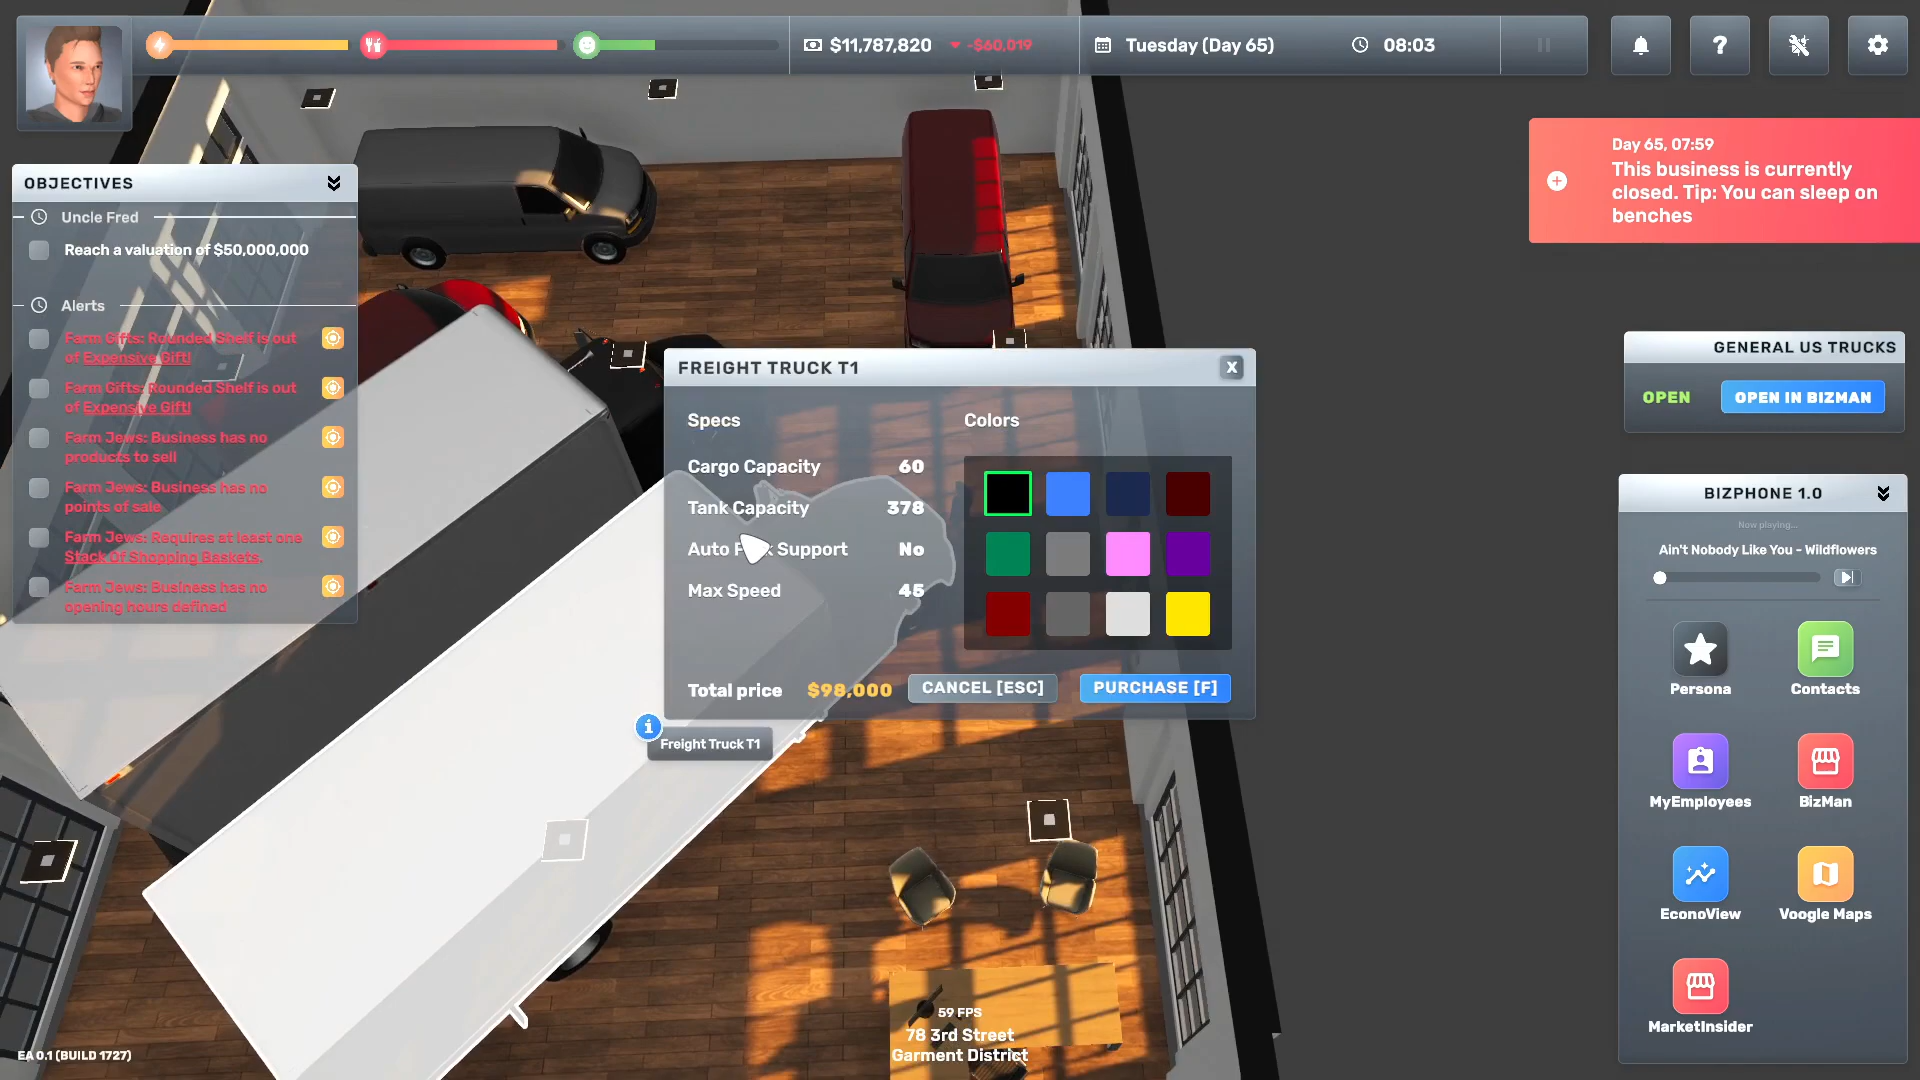 $11,787,820
-$60,019
Tuesday (Day 65)
08:03
?
OBJECTIVES
Uncle Fred
Reach a valuation of $50,000,000
Alerts
Farm Gifts: Rounded Shelf is out
of Expensive Gift!
Farm Gifts: Rounded Shelf is out
of Expensive Gift!
Farm Jews: Business has no
products to sell
Farm Jews: Business has no
points of sale
Farm Jews: Requires at least one
Stack Of Shopping Baskets.
Farm Jews: Business has no
opening hours defined
Day 65, 07:59
This business is currently
closed. Tip: You can sleep on
benches
GENERAL US TRUCKS
OPEN
OPEN IN BIZMAN
FREIGHT TRUCK T1
X
Specs
Colors
Cargo Capacity 60
Tank Capacity 378
Auto Support No
Max Speed 45
Total price $98,000
CANCEL [ESC]
PURCHASE [F]
i
Freight Truck T1
BIZPHONE 1.0
Now playing...
Ain't Nobody Like You - Wildflowers
Persona
Contacts
MyEmployees
BizMan
EconoView
Voogle Maps
MarketInsider
59 FPS
78 3rd Street
Garment District
EA 0.1 (BUILD 1727)